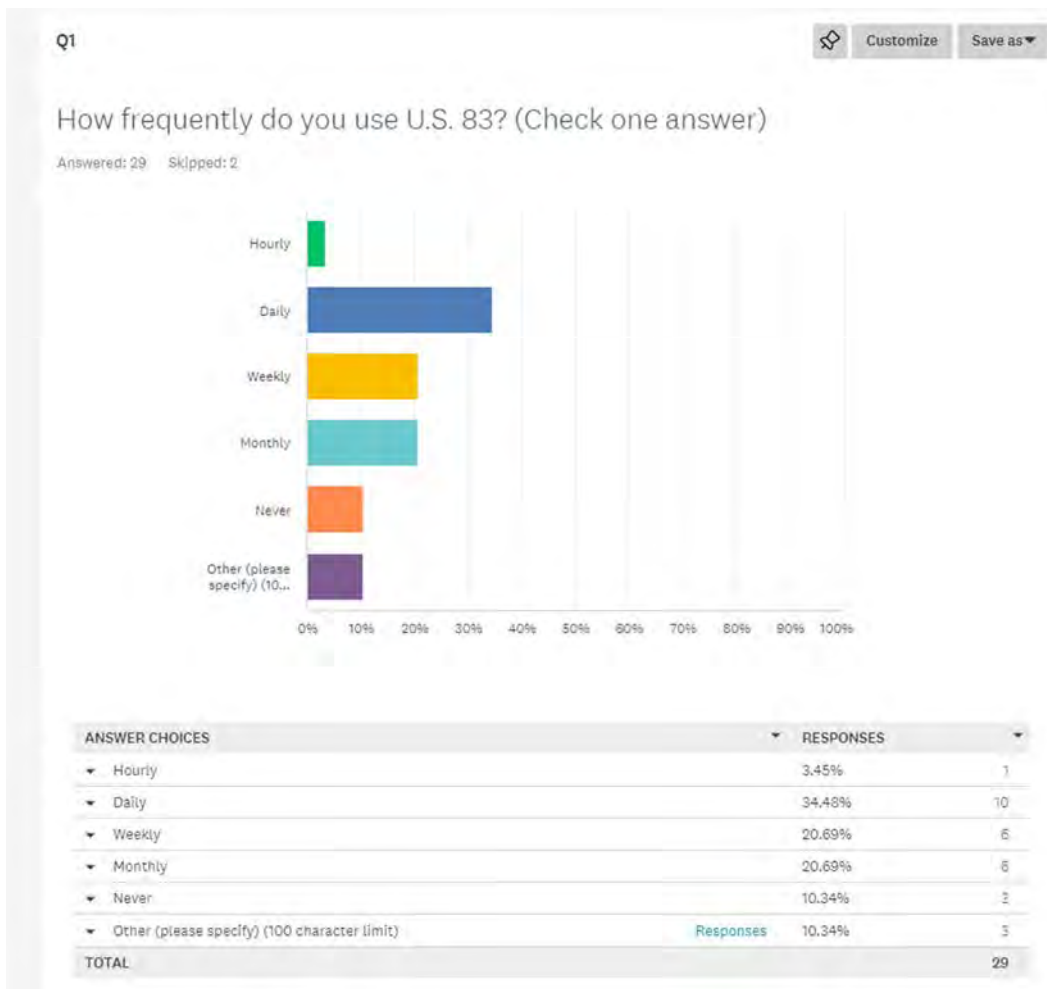 Q1
Customize
Save as
How frequently do you use U.S. 83? (Check one answer)
Answered: 29 Skipped: 2
Hourly
Daily
Weekly
Monthly
Never
Other (please
specify) (10...
0% 10% 20% 30% 40% 50% 60% 70% 80% 90% 100%
ANSWER CHOICES RESPONSES
Hourly 3.45% 1
Daily 34.48% 10
Weekly 20.69% 6
Monthly 20.69% 6
Never 10.34% 3
Other (please specify) (100 character limit) Responses 10.34% 3
TOTAL 29